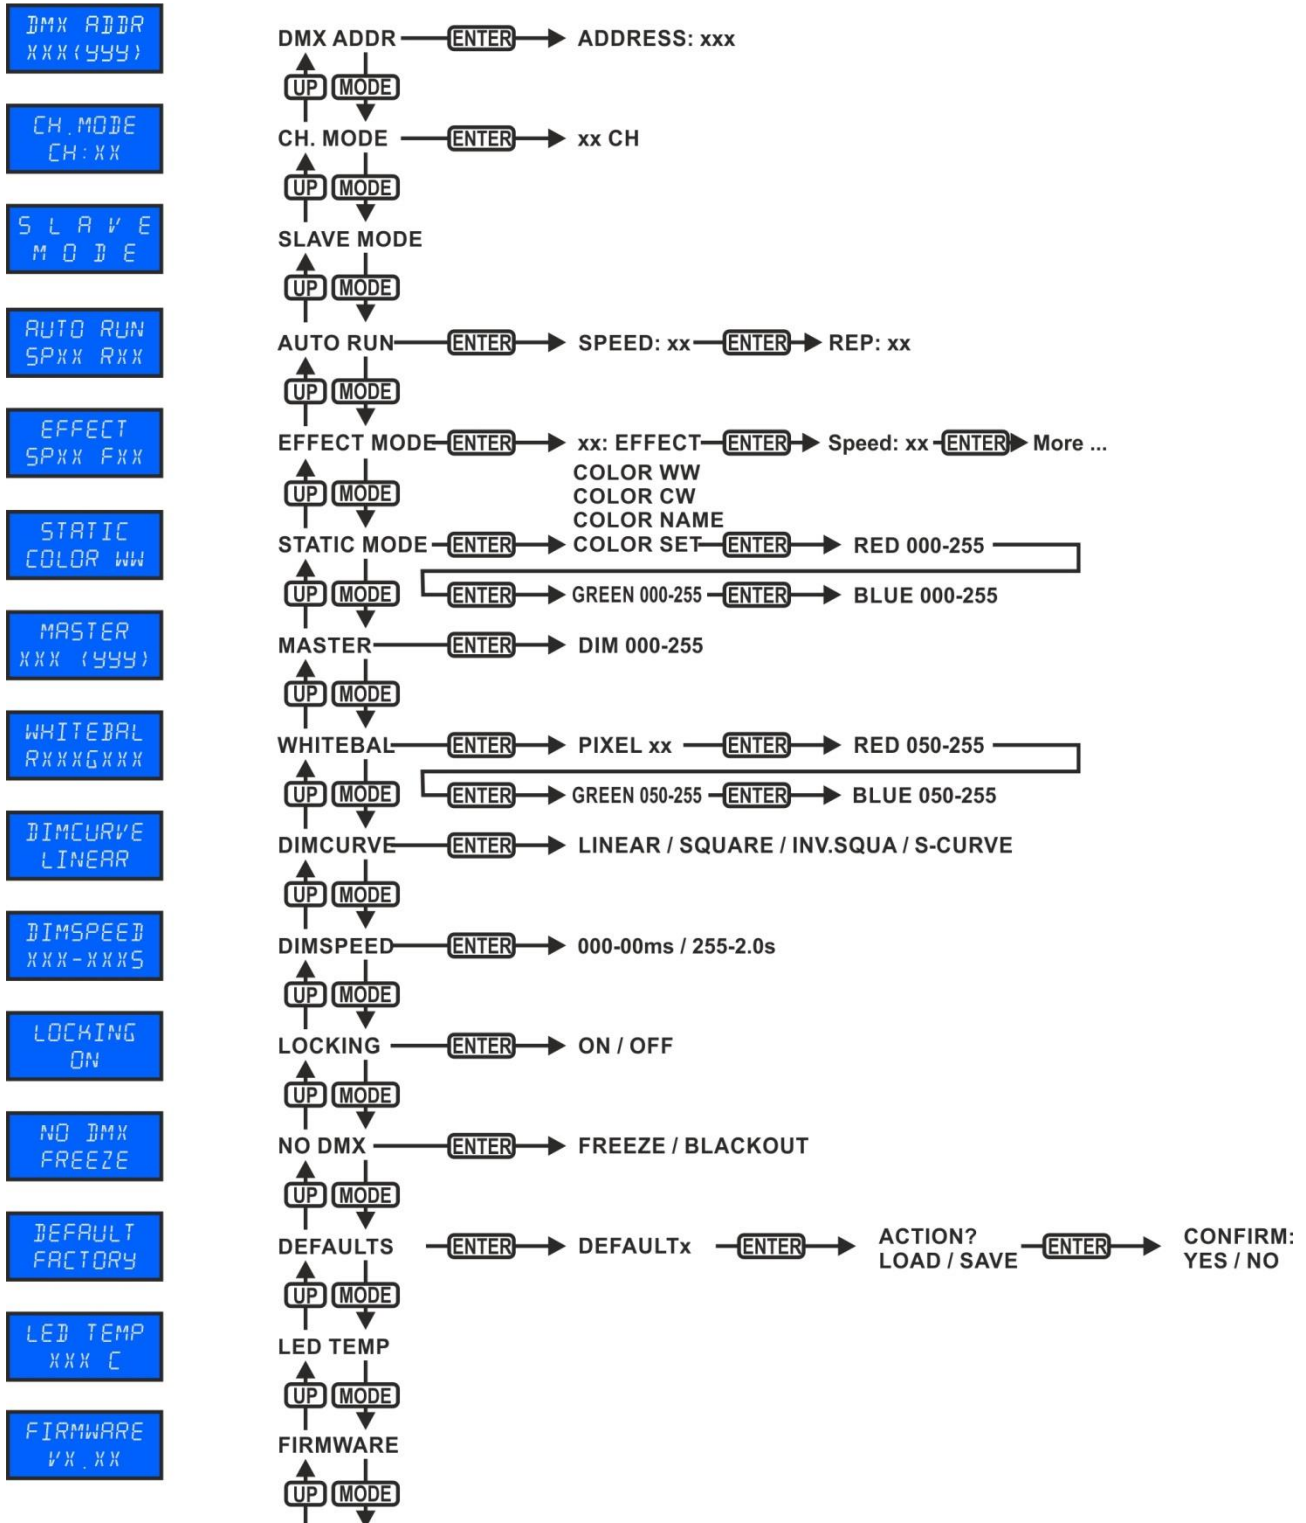 DMX ADDR
XXX(yyy)
DMX ADDR ENTER ADDRESS: xxx
UP MODE
CH.MODE
CH:XX
CH. MODE ENTER xx CH
UP MODE
SLAVE
MODE
SLAVE MODE
UP MODE
AUTO RUN
SPXX RXX
AUTO RUN ENTER SPEED: xx ENTER REP: xx
UP MODE
EFFECT
SPXX FXX
EFFECT MODE ENTER xx: EFFECT ENTER Speed: xx ENTER More ...
COLOR WW
UP MODE COLOR CW
COLOR NAME
STATIC
COLOR WW
STATIC MODE ENTER COLOR SET ENTER RED 000-255
UP MODE ENTER GREEN 000-255 ENTER BLUE 000-255
MASTER
XXX (yyy)
MASTER ENTER DIM 000-255
UP MODE
WHITEBAL
RXXXGXXX
WHITEBAL ENTER PIXEL xx ENTER RED 050-255
UP MODE ENTER GREEN 050-255 ENTER BLUE 050-255
DIMCURVE
LINEAR
DIMCURVE ENTER LINEAR / SQUARE / INV.SQUA / S-CURVE
UP MODE
DIMSPEED
XXX-XXXS
DIMSPEED ENTER 000-00ms / 255-2.0s
UP MODE
LOCKING
ON
LOCKING ENTER ON / OFF
UP MODE
NO DMX
FREEZE
NO DMX ENTER FREEZE / BLACKOUT
UP MODE
DEFAULT
FACTORY
DEFAULTS ENTER DEFAULTx ENTER ACTION? LOAD / SAVE ENTER CONFIRM: YES / NO
UP MODE
LED TEMP
XXX C
LED TEMP
UP MODE
FIRMWARE
VX.XX
FIRMWARE
UP MODE